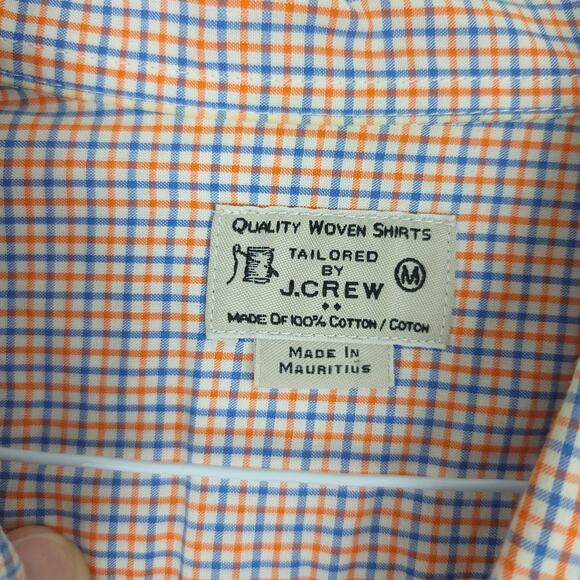 QUALITY WOVEN SHIRTS
TAILORED
BY
M
J.CREW
MADE OF 100% COTTON / COTON
MADE IN
MAURITIUS